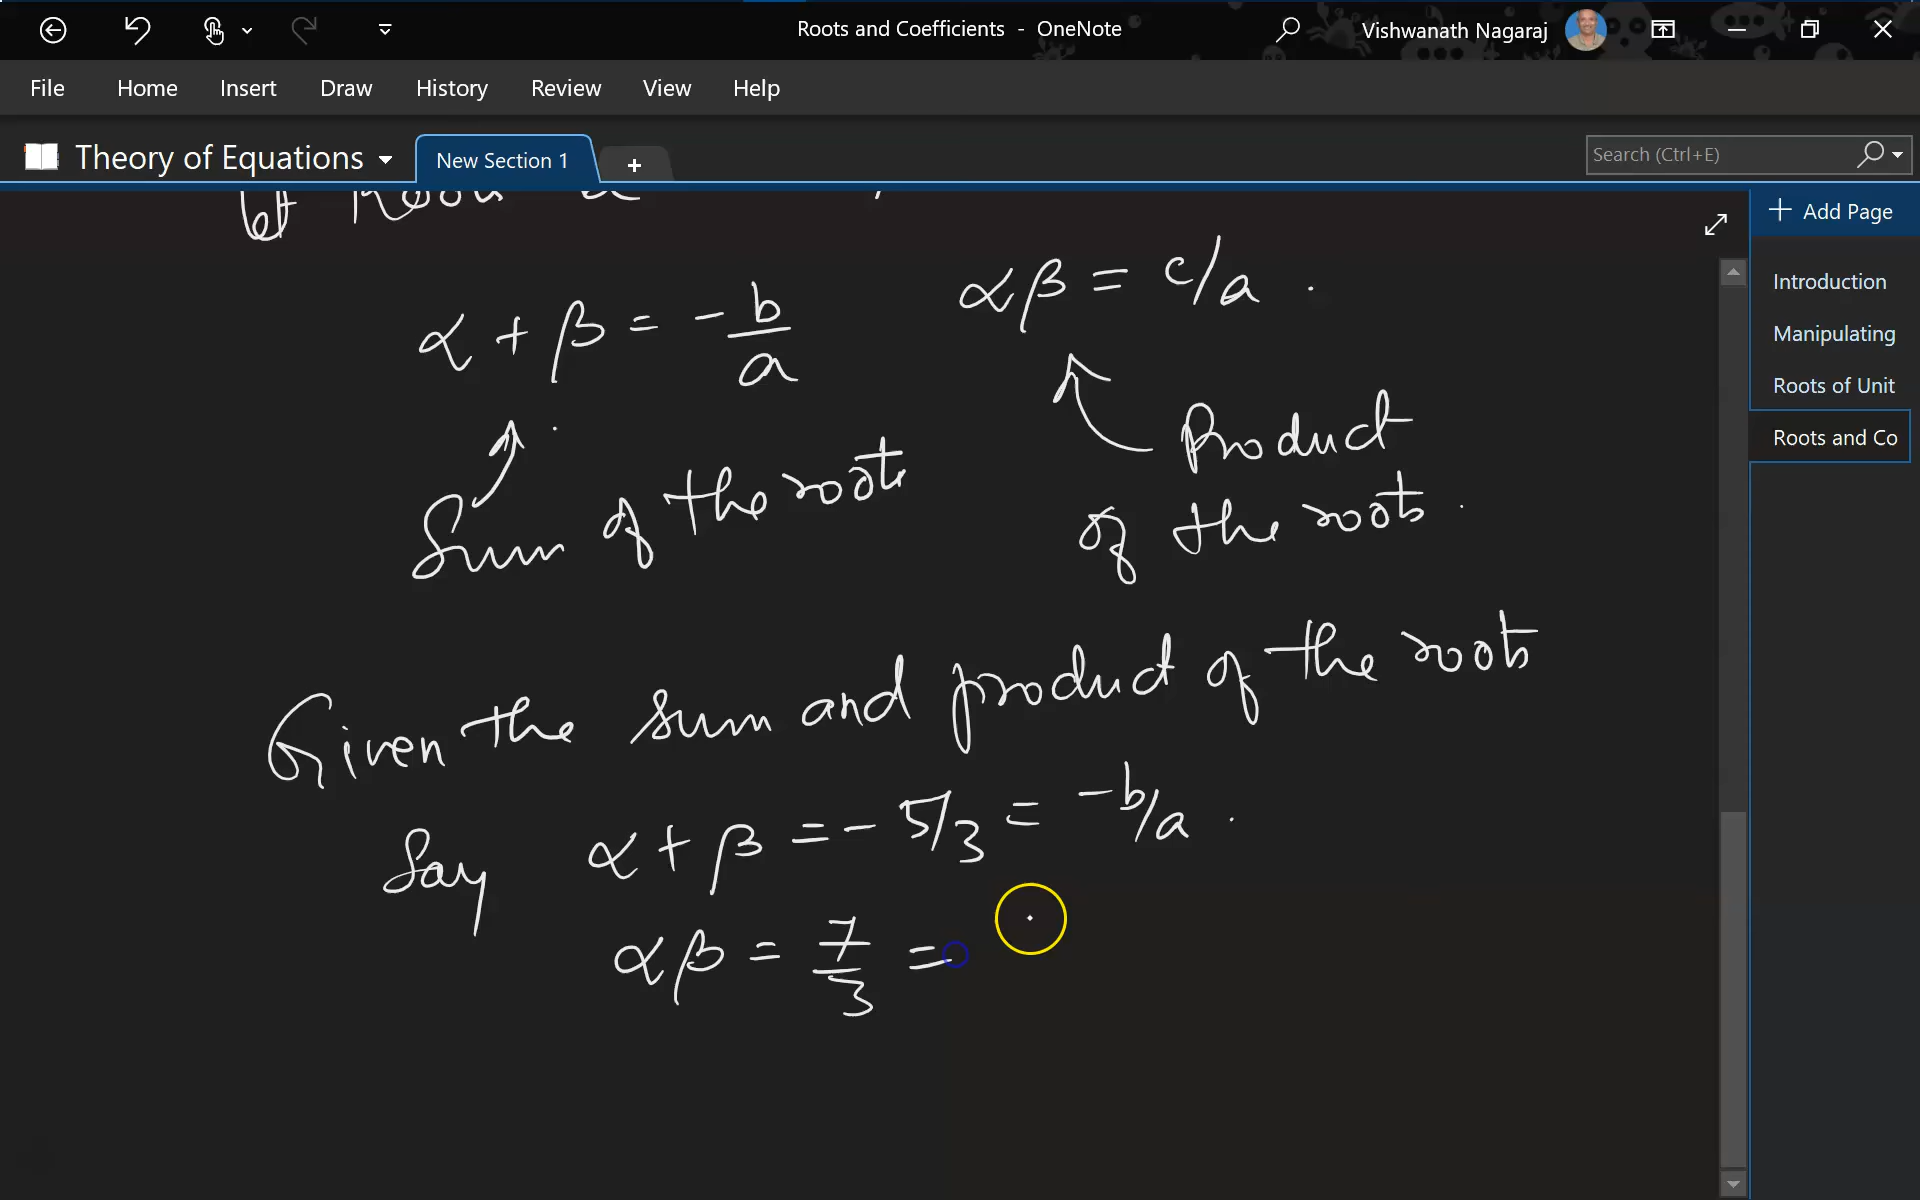 Roots and Coefficients - OneNote
Vishwanath Nagaraj
File Home Insert Draw History Review View Help
Theory of Equations
New Section 1
+
Search (Ctrl+E)
+ Add Page
Introduction
Manipulating
Roots of Unit
Roots and Co
α + β = -b/a
αβ = c/a .
Sum of the roots
Product
of the roots.
Given the sum and product of the roots
Say α + β = - 5/3 = -b/a .
αβ = 7/3 =